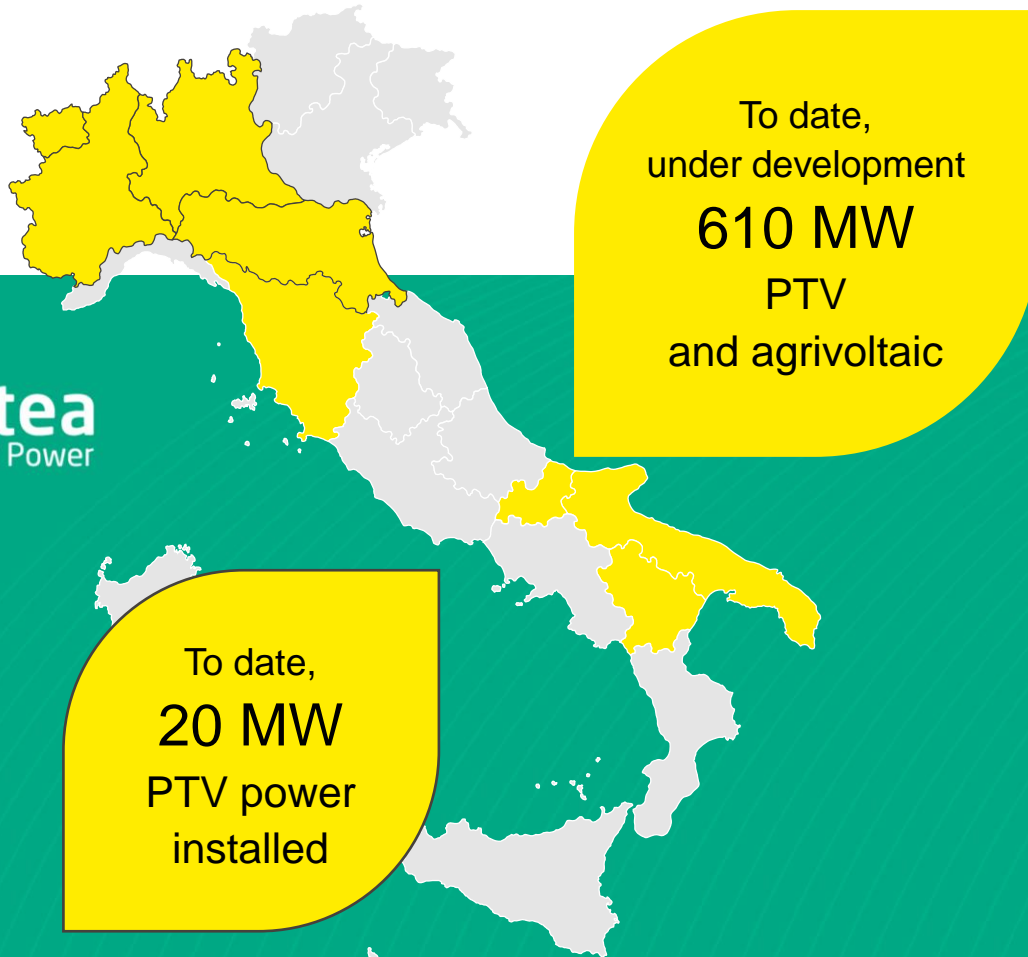 To date,
under development
610 MW
PTV
and agrivoltaic
tea
Power
To date,
20 MW
PTV power
installed